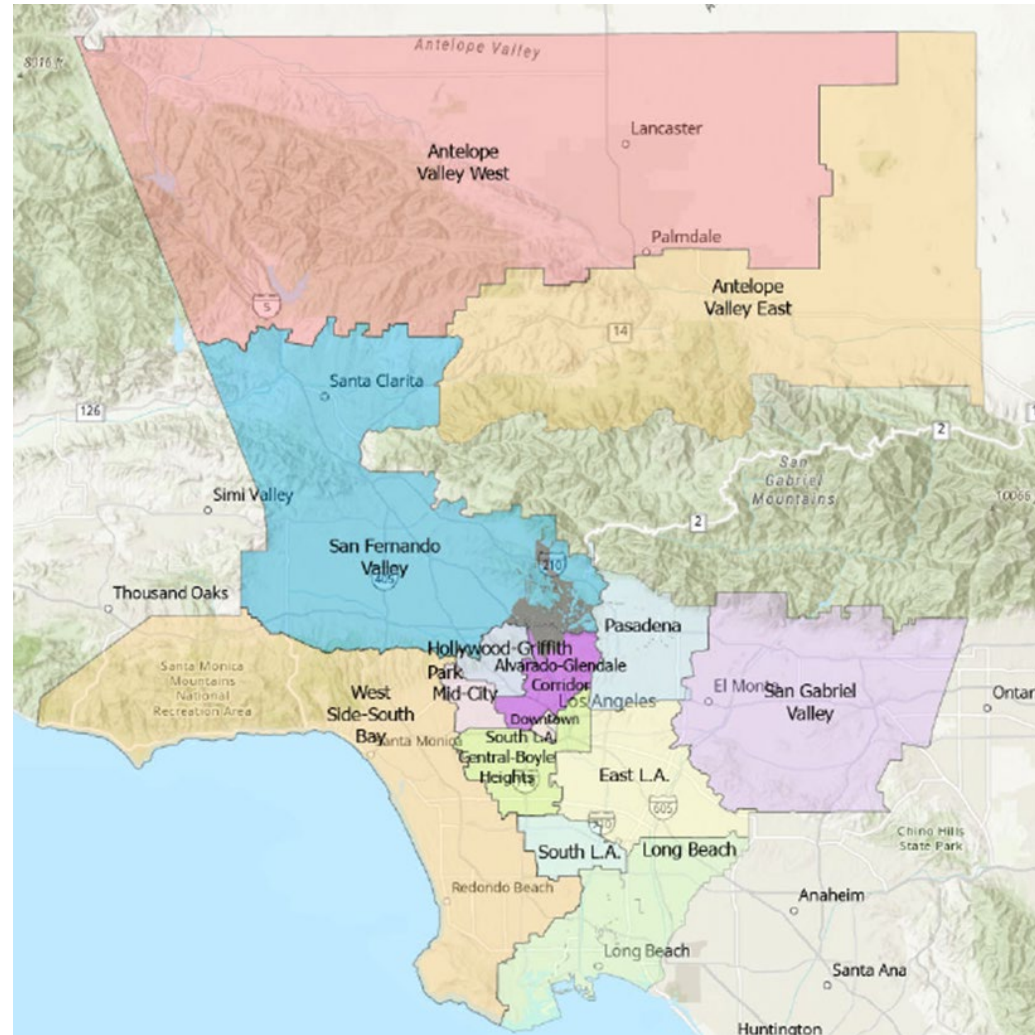 Antelope Valley
8016 ft
Lancaster
Antelope
Valley West
Palmdale
Antelope
Valley East
5
14
Santa Clarita
126
2
San
Gabriel
Mountains
10066
Simi Valley
2
San Fernando
Valley
405
210
Thousand Oaks
Pasadena
Hollywood-Griffith
Park
Alvarado-Glendale
Corridor
Mid-City
Los Angeles
El Monte
San Gabriel
Valley
Ontar
Santa Monica
Mountains
National
Recreation Area
West
Side-South
Bay
Santa Monica
Downtown
South L.A.
Central-Boyle
Heights
East L.A.
605
Chino Hills
State Park
South L.A.
Long Beach
Redondo Beach
Anaheim
Long Beach
Santa Ana
Huntington